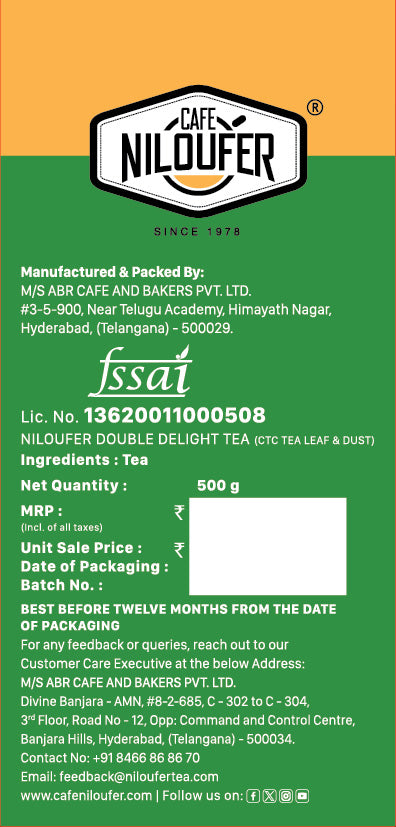 CAFE
NILOUFER
®
SINCE 1978
Manufactured & Packed By:
M/S ABR CAFE AND BAKERS PVT. LTD.
#3-5-900, Near Telugu Academy, Himayath Nagar,
Hyderabad, (Telangana) - 500029.
fssai
Lic. No. 13620011000508
NILOUFER DOUBLE DELIGHT TEA (CTC TEA LEAF & DUST)
Ingredients : Tea
Net Quantity : 500 g
MRP : ₹
(Incl. of all taxes)
Unit Sale Price : ₹
Date of Packaging :
Batch No. :
BEST BEFORE TWELVE MONTHS FROM THE DATE
OF PACKAGING
For any feedback or queries, reach out to our
Customer Care Executive at the below Address:
M/S ABR CAFE AND BAKERS PVT. LTD.
Divine Banjara - AMN, #8-2-685, C - 302 to C - 304,
3rd Floor, Road No - 12, Opp: Command and Control Centre,
Banjara Hills, Hyderabad, (Telangana) - 500034.
Contact No: +91 8466 86 86 70
Email: feedback@niloufertea.com
www.cafeniloufer.com | Follow us on: